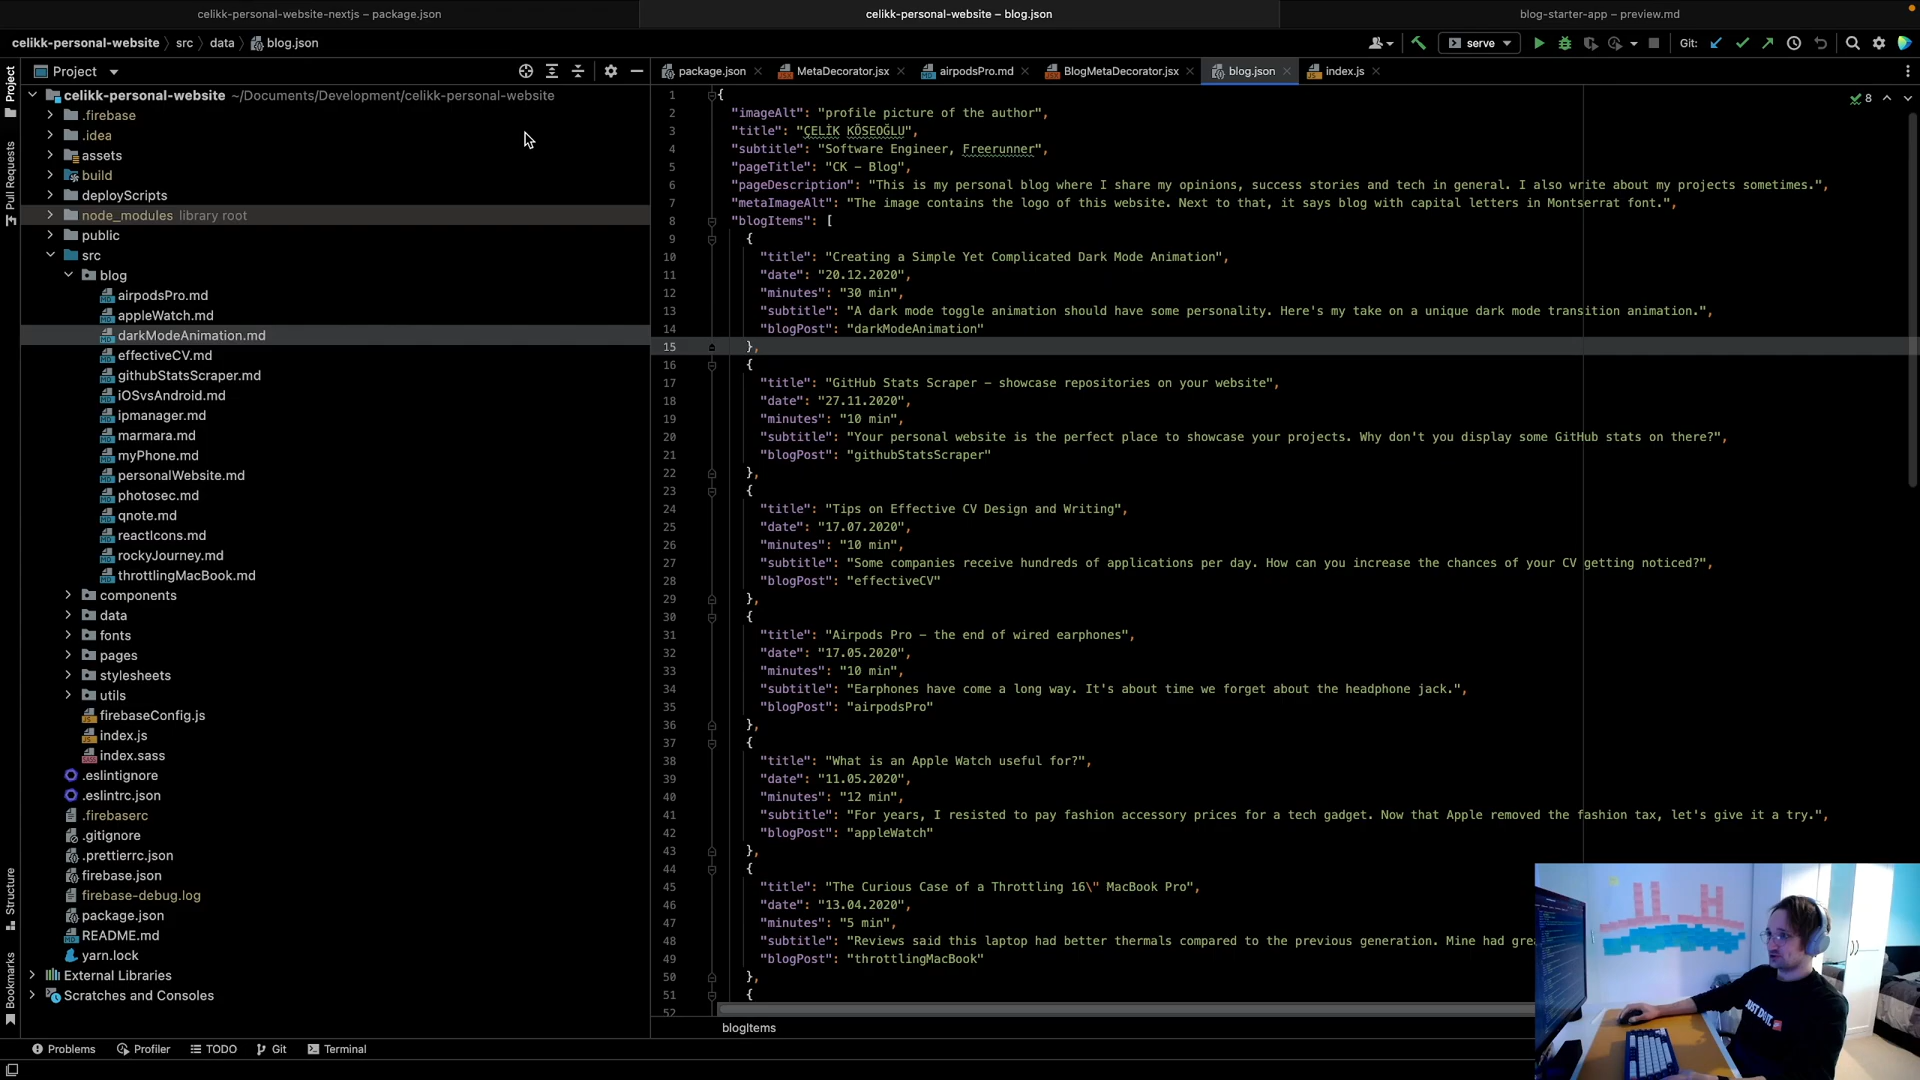 celikk-personal-website-nextjs – package.json
celikk-personal-website – blog.json
blog-starter-app – preview.md
celikk-personal-website
src
data
blog.json
serve
Git:
Project
Pull Requests
Structure
Bookmarks
Project
celikk-personal-website ~/Documents/Development/celikk-personal-website
.firebase
.idea
assets
build
deployScripts
node_modules library root
public
src
blog
airpodsPro.md
appleWatch.md
darkModeAnimation.md
effectiveCV.md
githubStatsScraper.md
iOSvsAndroid.md
ipmanager.md
marmara.md
myPhone.md
personalWebsite.md
photosec.md
qnote.md
reactIcons.md
rockyJourney.md
throttlingMacBook.md
components
data
fonts
pages
stylesheets
utils
firebaseConfig.js
index.js
index.sass
.eslintignore
.eslintrc.json
.firebaserc
.gitignore
.prettierrc.json
firebase.json
firebase-debug.log
package.json
README.md
yarn.lock
External Libraries
Scratches and Consoles
package.json
MetaDecorator.jsx
airpodsPro.md
BlogMetaDecorator.jsx
blog.json
index.js
8
1 {
2 "imageAlt": "profile picture of the author",
3 "title": "ÇELİK KÖSEOĞLU",
4 "subtitle": "Software Engineer, Freerunner",
5 "pageTitle": "CK – Blog",
6 "pageDescription": "This is my personal blog where I share my opinions, success stories and tech in general. I also write about my projects sometimes.",
7 "metaImageAlt": "The image contains the logo of this website. Next to that, it says blog with capital letters in Montserrat font.",
8 "blogItems": [
9 {
10 "title": "Creating a Simple Yet Complicated Dark Mode Animation",
11 "date": "20.12.2020",
12 "minutes": "30 min",
13 "subtitle": "A dark mode toggle animation should have some personality. Here's my take on a unique dark mode transition animation.",
14 "blogPost": "darkModeAnimation"
15 },
16 {
17 "title": "GitHub Stats Scraper – showcase repositories on your website",
18 "date": "27.11.2020",
19 "minutes": "10 min",
20 "subtitle": "Your personal website is the perfect place to showcase your projects. Why don't you display some GitHub stats on there?",
21 "blogPost": "githubStatsScraper"
22 },
23 {
24 "title": "Tips on Effective CV Design and Writing",
25 "date": "17.07.2020",
26 "minutes": "10 min",
27 "subtitle": "Some companies receive hundreds of applications per day. How can you increase the chances of your CV getting noticed?",
28 "blogPost": "effectiveCV"
29 },
30 {
31 "title": "Airpods Pro – the end of wired earphones",
32 "date": "17.05.2020",
33 "minutes": "10 min",
34 "subtitle": "Earphones have come a long way. It's about time we forget about the headphone jack.",
35 "blogPost": "airpodsPro"
36 },
37 {
38 "title": "What is an Apple Watch useful for?",
39 "date": "11.05.2020",
40 "minutes": "12 min",
41 "subtitle": "For years, I resisted to pay fashion accessory prices for a tech gadget. Now that Apple removed the fashion tax, let's give it a try.",
42 "blogPost": "appleWatch"
43 },
44 {
45 "title": "The Curious Case of a Throttling 16\" MacBook Pro",
46 "date": "13.04.2020",
47 "minutes": "5 min",
48 "subtitle": "Reviews said this laptop had better thermals compared to the previous generation. Mine had gre
49 "blogPost": "throttlingMacBook"
50 },
51 {
52
blogItems
Problems
Profiler
TODO
Git
Terminal
JUST DO IT.